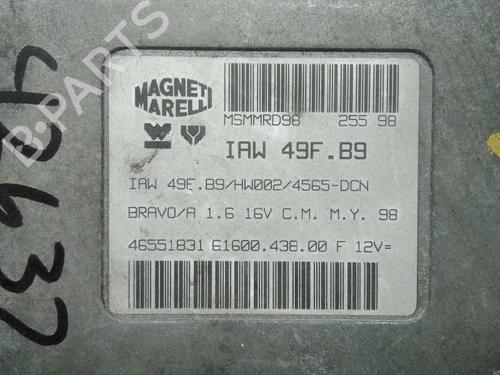 MAGNETI
MARELLI
MSMMRD98 255 98
IAW 49F.B9
IAW 49F.B9/HW002/4565-DCN
BRAVO/A 1.6 16V C.M. M.Y. 98
46551831 61600.438.00 F 12V=
B-PARTS